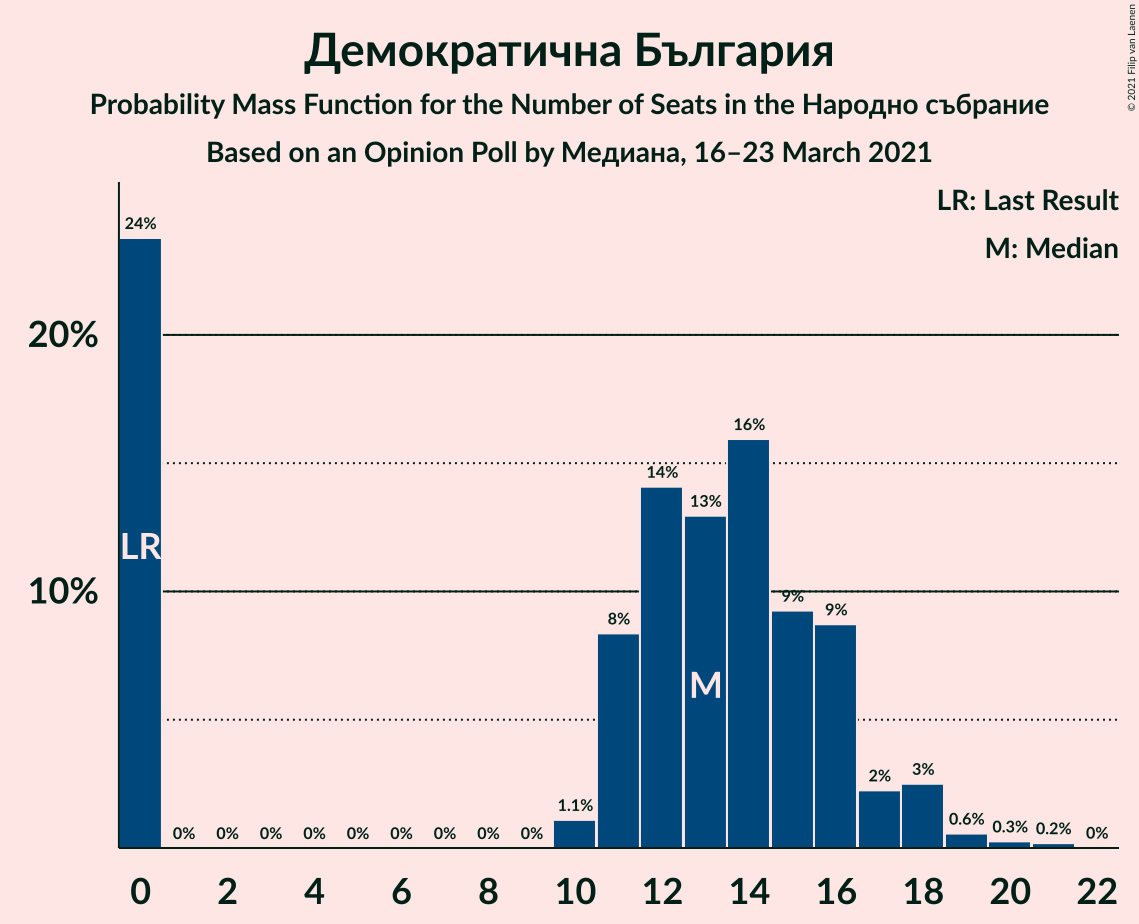 Демократична България
Probability Mass Function for the Number of Seats in the Народно събрание
Based on an Opinion Poll by Медиана, 16–23 March 2021
© 2021 Filip van Laenen
LR: Last Result
M: Median
24%
20%
16%
14%
13%
LR
10%
9%
9%
8%
M
2%
3%
1.1%
0.6%
0.3%
0.2%
0%
0%
0%
0%
0%
0%
0%
0%
0%
0%
0 2 4 6 8 10 12 14 16 18 20 22